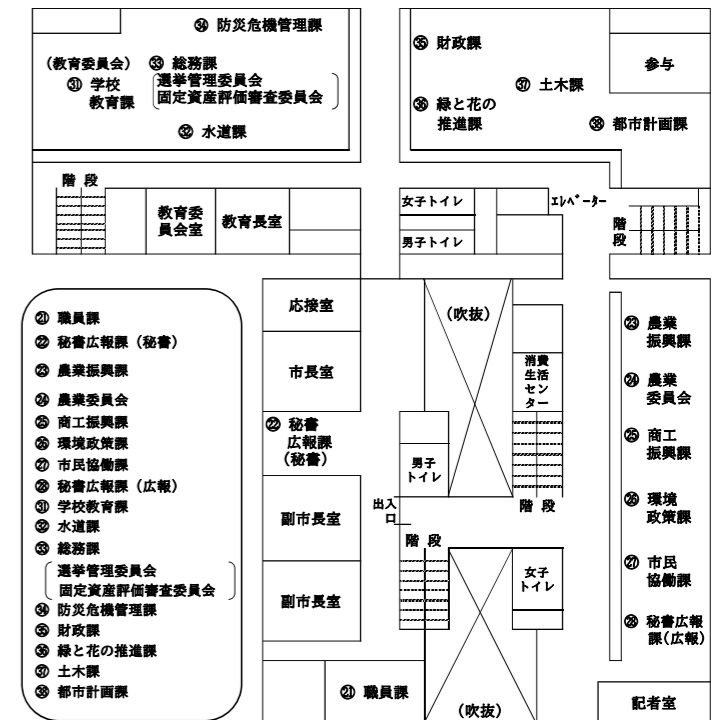 ㉞ 防災危機管理課
(教育委員会)
㉛ 学校
教育課
㉝ 総務課
選挙管理委員会
固定資産評価審査委員会
㉜ 水道課
㉟ 財政課
参与
㊲ 土木課
㊱ 緑と花の
推進課
㊳ 都市計画課
階 段
教育委
員会室
教育長室
女子トイレ
男子トイレ
エレベーター
階
段
応接室
(吹抜)
市長室
消費
生活
セン
ター
㉒ 秘書
広報課
(秘書)
男子
トイレ
出入
口
階 段
副市長室
階 段
女子
トイレ
副市長室
㉑ 職員課
(吹抜)
㉓ 農業
振興課
㉔ 農業
委員会
㉕ 商工
振興課
㉖ 環境
政策課
㉗ 市民
協働課
㉘ 秘書広報
課(広報)
記者室
㉑ 職員課
㉒ 秘書広報課(秘書)
㉓ 農業振興課
㉔ 農業委員会
㉕ 商工振興課
㉖ 環境政策課
㉗ 市民協働課
㉘ 秘書広報課(広報)
㉛ 学校教育課
㉜ 水道課
㉝ 総務課
選挙管理委員会
固定資産評価審査委員会
㉞ 防災危機管理課
㉟ 財政課
㊱ 緑と花の推進課
㊲ 土木課
㊳ 都市計画課